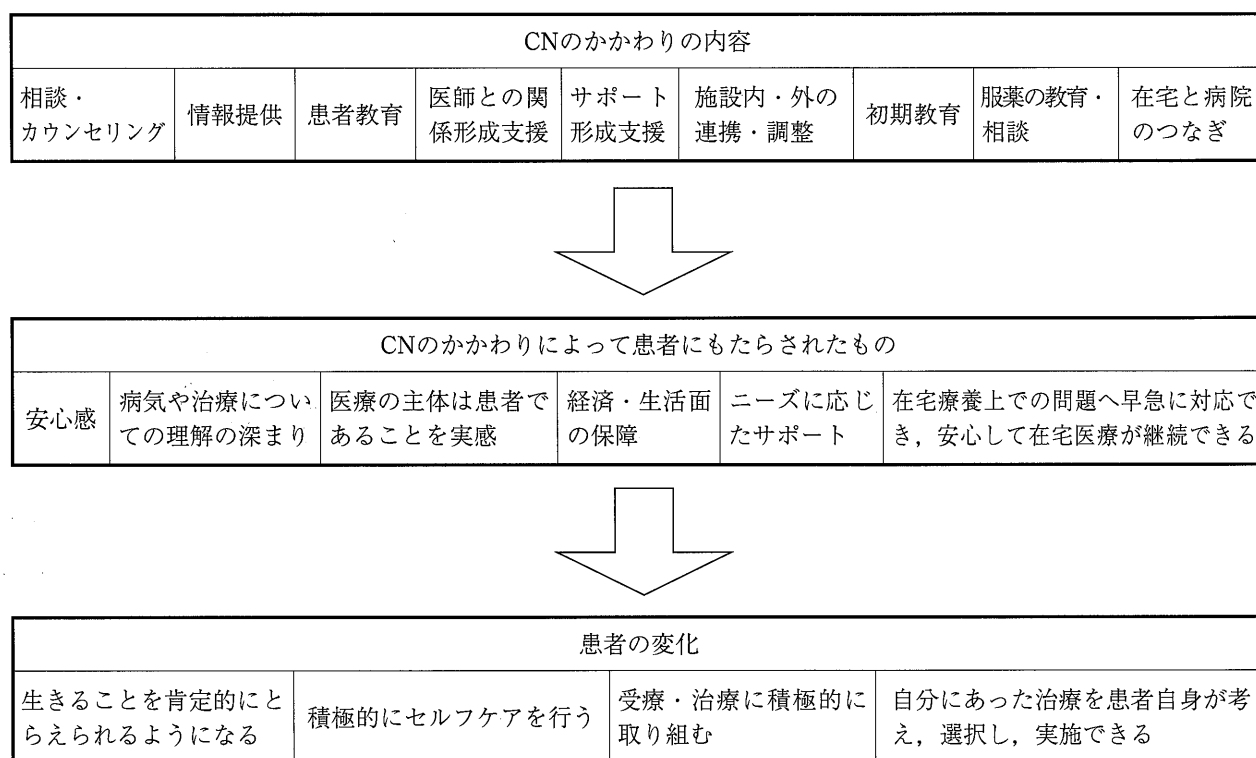 CNのかかわりの内容
相談・
カウンセリング
情報提供
患者教育
医師との関
係形成支援
サポート
形成支援
施設内・外の
連携・調整
初期教育
服薬の教育・
相談
在宅と病院
のつなぎ
CNのかかわりによって患者にもたらされたもの
安心感
病気や治療につい
ての理解の深まり
医療の主体は患者で
あることを実感
経済・生活面
の保障
ニーズに応じ
たサポート
在宅療養上での問題へ早急に対応で
き，安心して在宅医療が継続できる
患者の変化
生きることを肯定的にと
らえられるようになる
積極的にセルフケアを行う
受療・治療に積極的に
取り組む
自分にあった治療を患者自身が考
え，選択し，実施できる